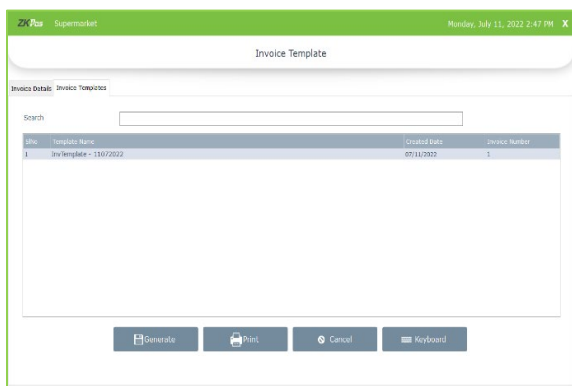 ZKPos Supermarket Monday, July 11, 2022 2:47 PM X
Invoice Template
Invoice Details Invoice Templates
Search
SlNo Template Name Created Date Invoice Number
1 InvTemplate - 11072022 07/11/2022 1
Generate Print Cancel Keyboard